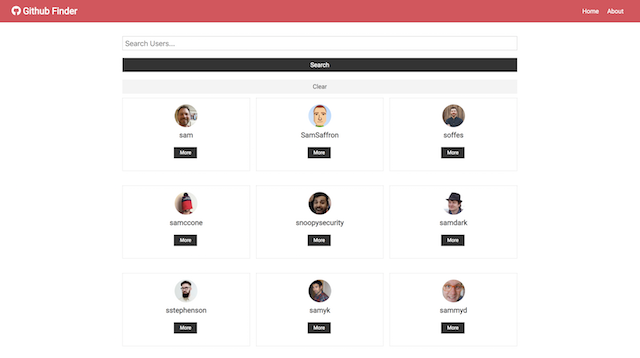 Github Finder
Home About
Search Users...
Search
Clear
sam
SamSaffron
soffes
More
More
More
samccone
snoopysecurity
samdark
More
More
More
sstephenson
samyk
sammyd
More
More
More